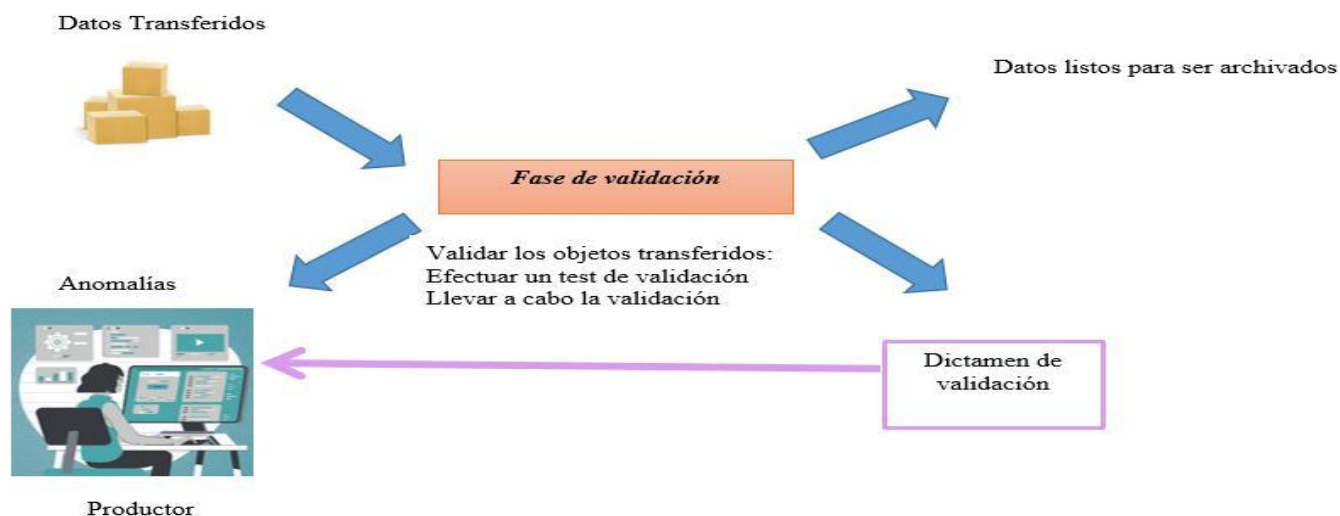 Datos Transferidos
Datos listos para ser archivados
Fase de validación
Validar los objetos transferidos:
Efectuar un test de validación
Llevar a cabo la validación
Anomalías
Dictamen de
validación
Productor